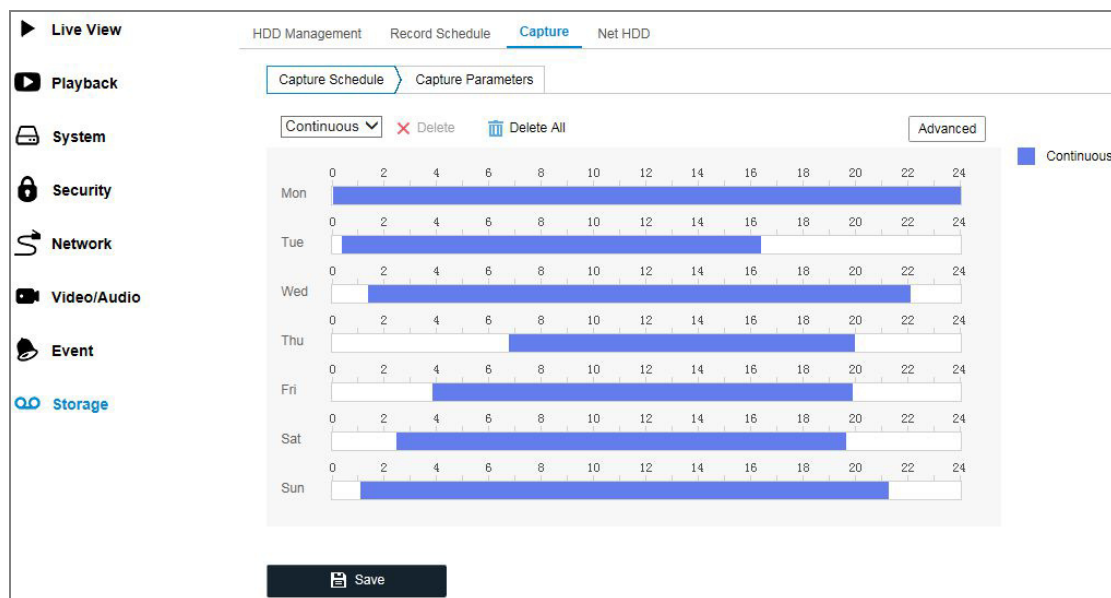 Live View
HDD Management Record Schedule Capture Net HDD
Playback
Capture Schedule Capture Parameters
System
Continuous Delete Delete All Advanced
Continuous
Security
0 2 4 6 8 10 12 14 16 18 20 22 24
Mon
0 2 4 6 8 10 12 14 16 18 20 22 24
Network
Tue
0 2 4 6 8 10 12 14 16 18 20 22 24
Video/Audio
Wed
0 2 4 6 8 10 12 14 16 18 20 22 24
Thu
Event
0 2 4 6 8 10 12 14 16 18 20 22 24
Fri
Storage
0 2 4 6 8 10 12 14 16 18 20 22 24
Sat
0 2 4 6 8 10 12 14 16 18 20 22 24
Sun
Save